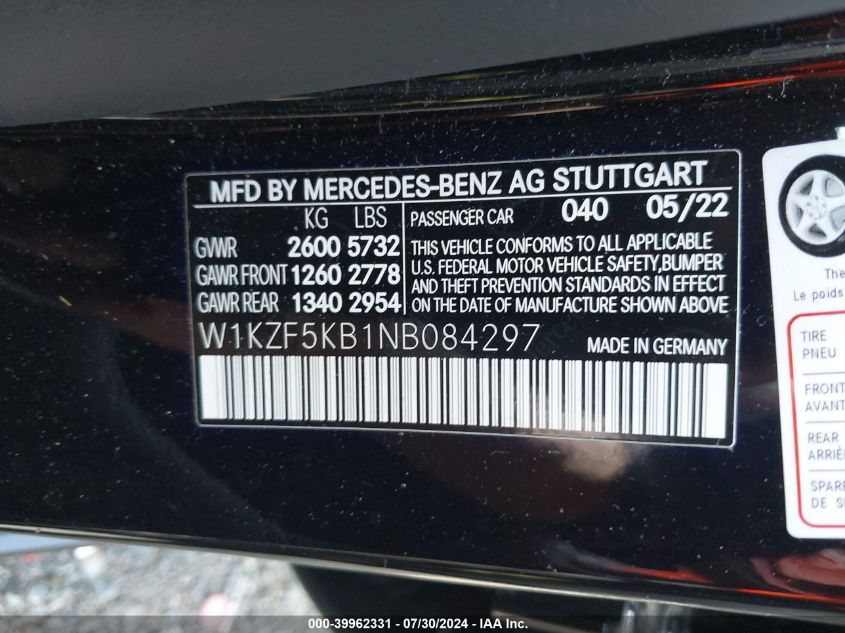 MFD BY MERCEDES-BENZ AG STUTTGART
KG LBS
GVWR 2600 5732
GAWR FRONT 1260 2778
GAWR REAR 1340 2954
PASSENGER CAR 040 05/22
THIS VEHICLE CONFORMS TO ALL APPLICABLE
U.S. FEDERAL MOTOR VEHICLE SAFETY,BUMPER
AND THEFT PREVENTION STANDARDS IN EFFECT
ON THE DATE OF MANUFACTURE SHOWN ABOVE
W1KZF5KB1NB084297
MADE IN GERMANY
The
Le poids
TIRE
PNEU
FRONT
AVANT
REAR
ARRIÈ
SPARE
DE
000-39962331 - 07/30/2024 - IAA Inc.